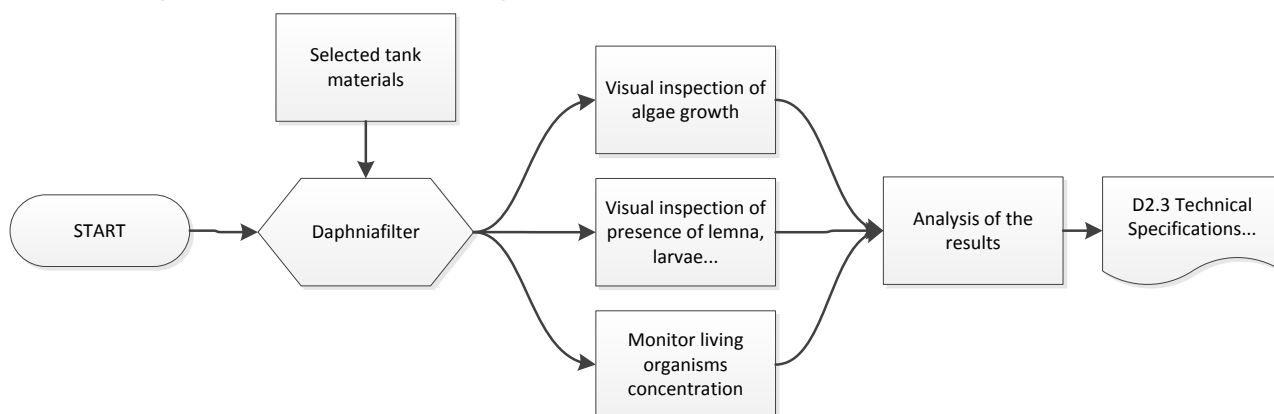 Selected tank
materials
START
Daphniafilter
Visual inspection of
algae growth
Visual inspection of
presence of lemna,
larvae...
Monitor living
organisms
concentration
Analysis of the
results
D2.3 Technical
Specifications...